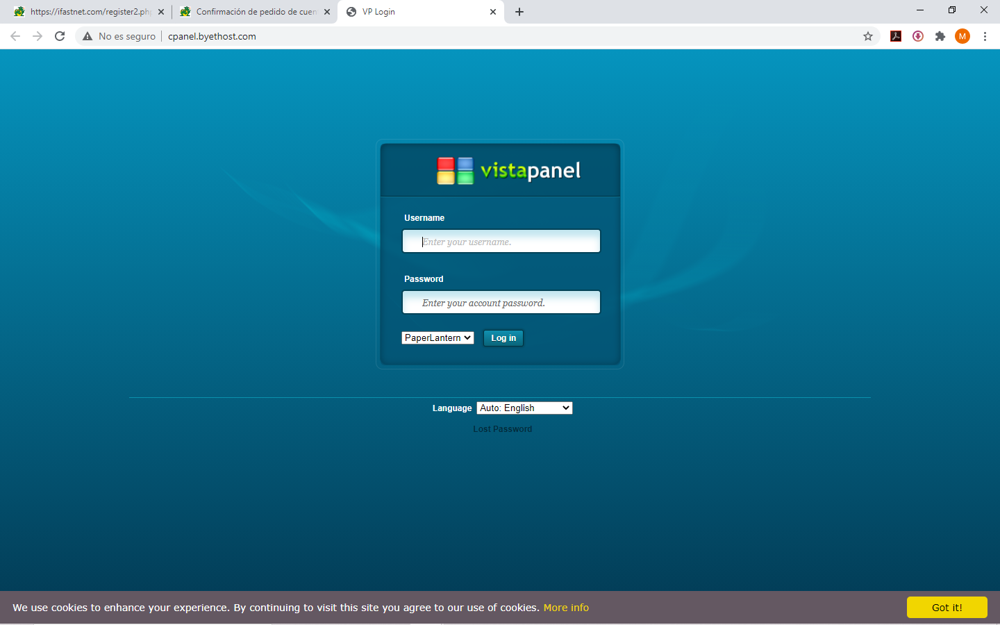 https://ifastnet.com/register2.php
Confirmación de pedido de cuen
VP Login
No es seguro
cpanel.byethost.com
M
vistapanel
Username
Enter your username.
Password
Enter your account password.
PaperLantern
Log in
Language
Auto: English
Lost Password
We use cookies to enhance your experience. By continuing to visit this site you agree to our use of cookies. More info
Got it!